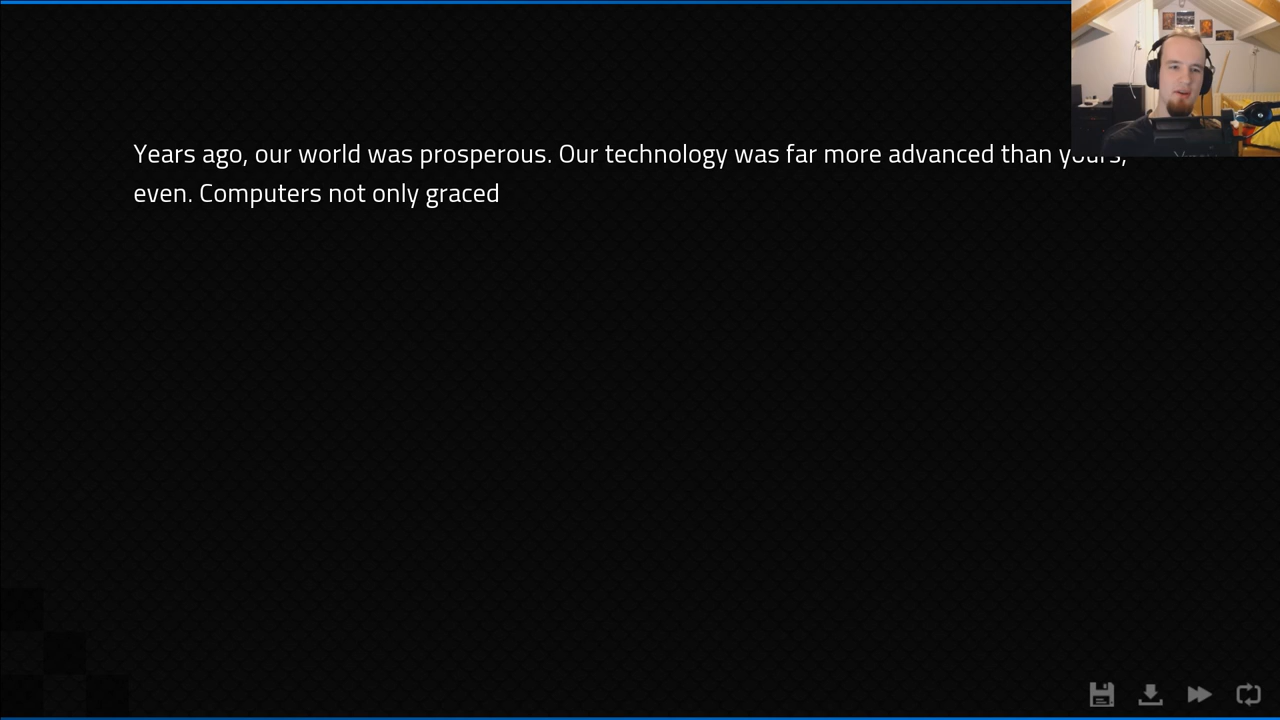 Years ago, our world was prosperous. Our technology was far more advanced than yours,
even. Computers not only graced